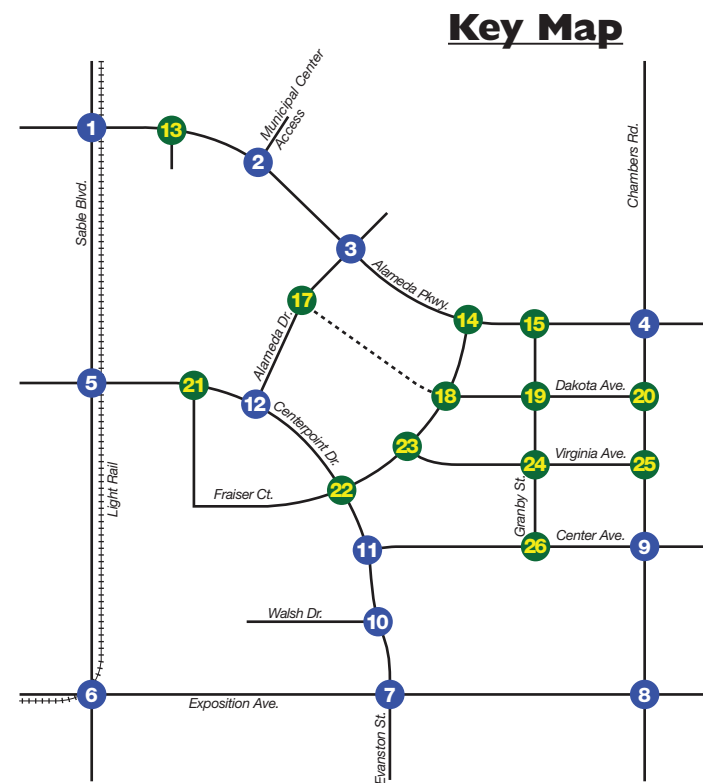 Key Map
Municipal Center
Access
Chambers Rd.
1
13
2
Sable Blvd.
3
Alameda Pkwy.
17
14
15
4
Alameda Dr.
5
21
12
18
19
Dakota Ave.
20
Centerpoint Dr.
23
24
Virginia Ave.
25
Light Rail
Fraiser Ct.
22
Granby St.
11
26
Center Ave.
9
Walsh Dr.
10
6
Exposition Ave.
7
8
Evanston St.